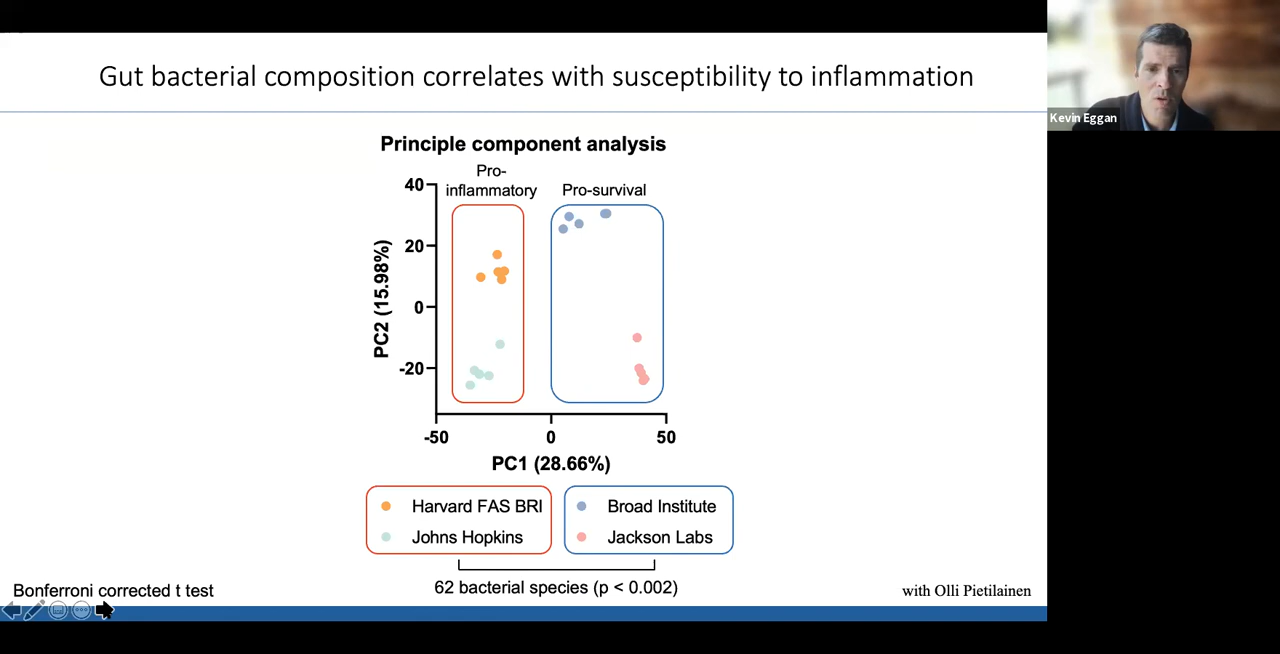 Gut bacterial composition correlates with susceptibility to inflammation
Kevin Eggan
Principle component analysis
Pro-
inflammatory
Pro-survival
40
20
0
-20
PC2 (15.98%)
-50
0
50
PC1 (28.66%)
Harvard FAS BRI
Johns Hopkins
Broad Institute
Jackson Labs
62 bacterial species (p < 0.002)
Bonferroni corrected t test
with Olli Pietilainen